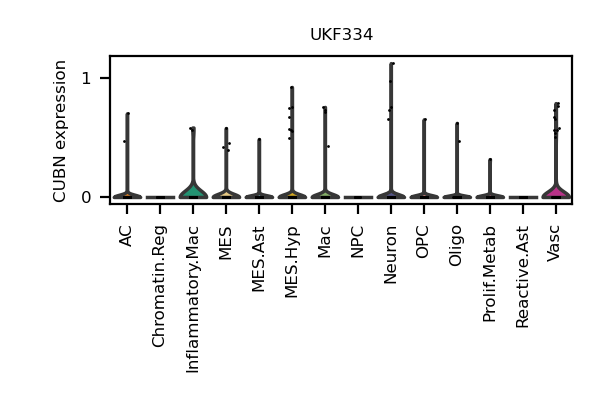 UKF334
CUBN expression
1
0
AC
Chromatin.Reg
Inflammatory.Mac
MES
MES.Ast
MES.Hyp
Mac
NPC
Neuron
OPC
Oligo
Prolif.Metab
Reactive.Ast
Vasc